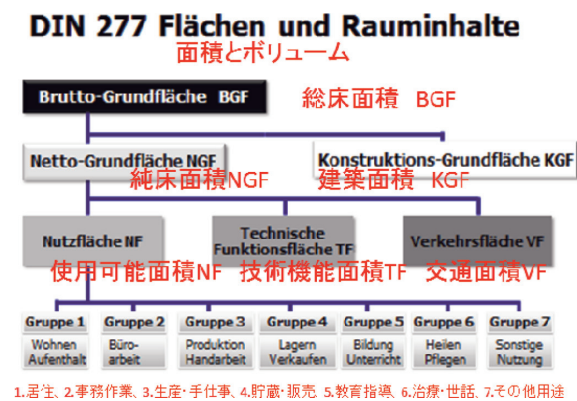 DIN 277 Flächen und Rauminhalte
面積とボリューム
Brutto-Grundfläche BGF
総床面積 BGF
Netto-Grundfläche NGF
Konstruktions-Grundfläche KGF
純床面積NGF
建築面積 KGF
Nutzfläche NF
Technische
Funktionsfläche TF
Verkehrsfläche VF
使用可能面積NF
技術機能面積TF
交通面積VF
Gruppe 1
Wohnen
Aufenthalt
Gruppe 2
Büro-
arbeit
Gruppe 3
Produktion
Handarbeit
Gruppe 4
Lagern
Verkaufen
Gruppe 5
Bildung
Unterricht
Gruppe 6
Heilen
Pflegen
Gruppe 7
Sonstige
Nutzung
1.居住、2.事務作業、3.生産・手仕事、4.貯蔵・販売、5.教育指導、6.治療・世話、7.その他用途